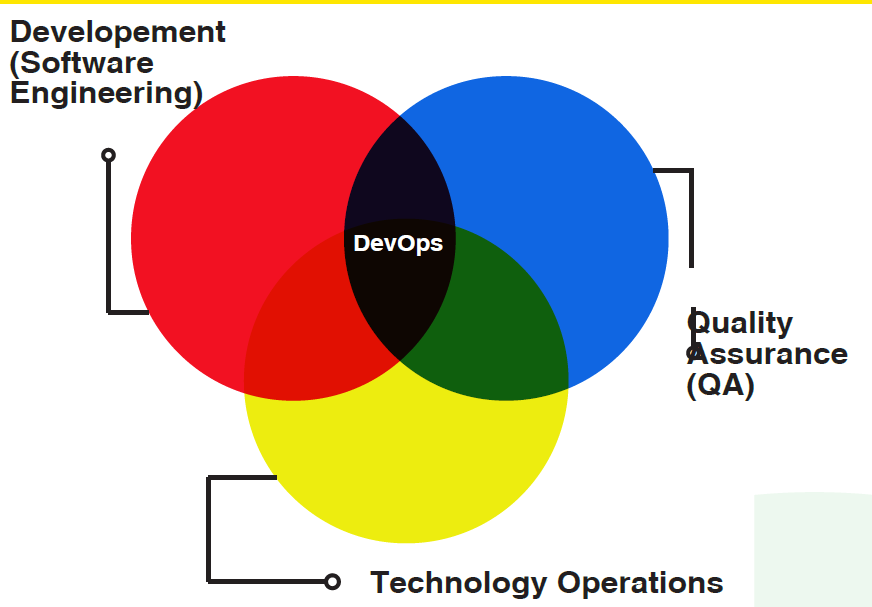 Developement
(Software
Engineering)
DevOps
Quality
Assurance
(QA)
Technology Operations